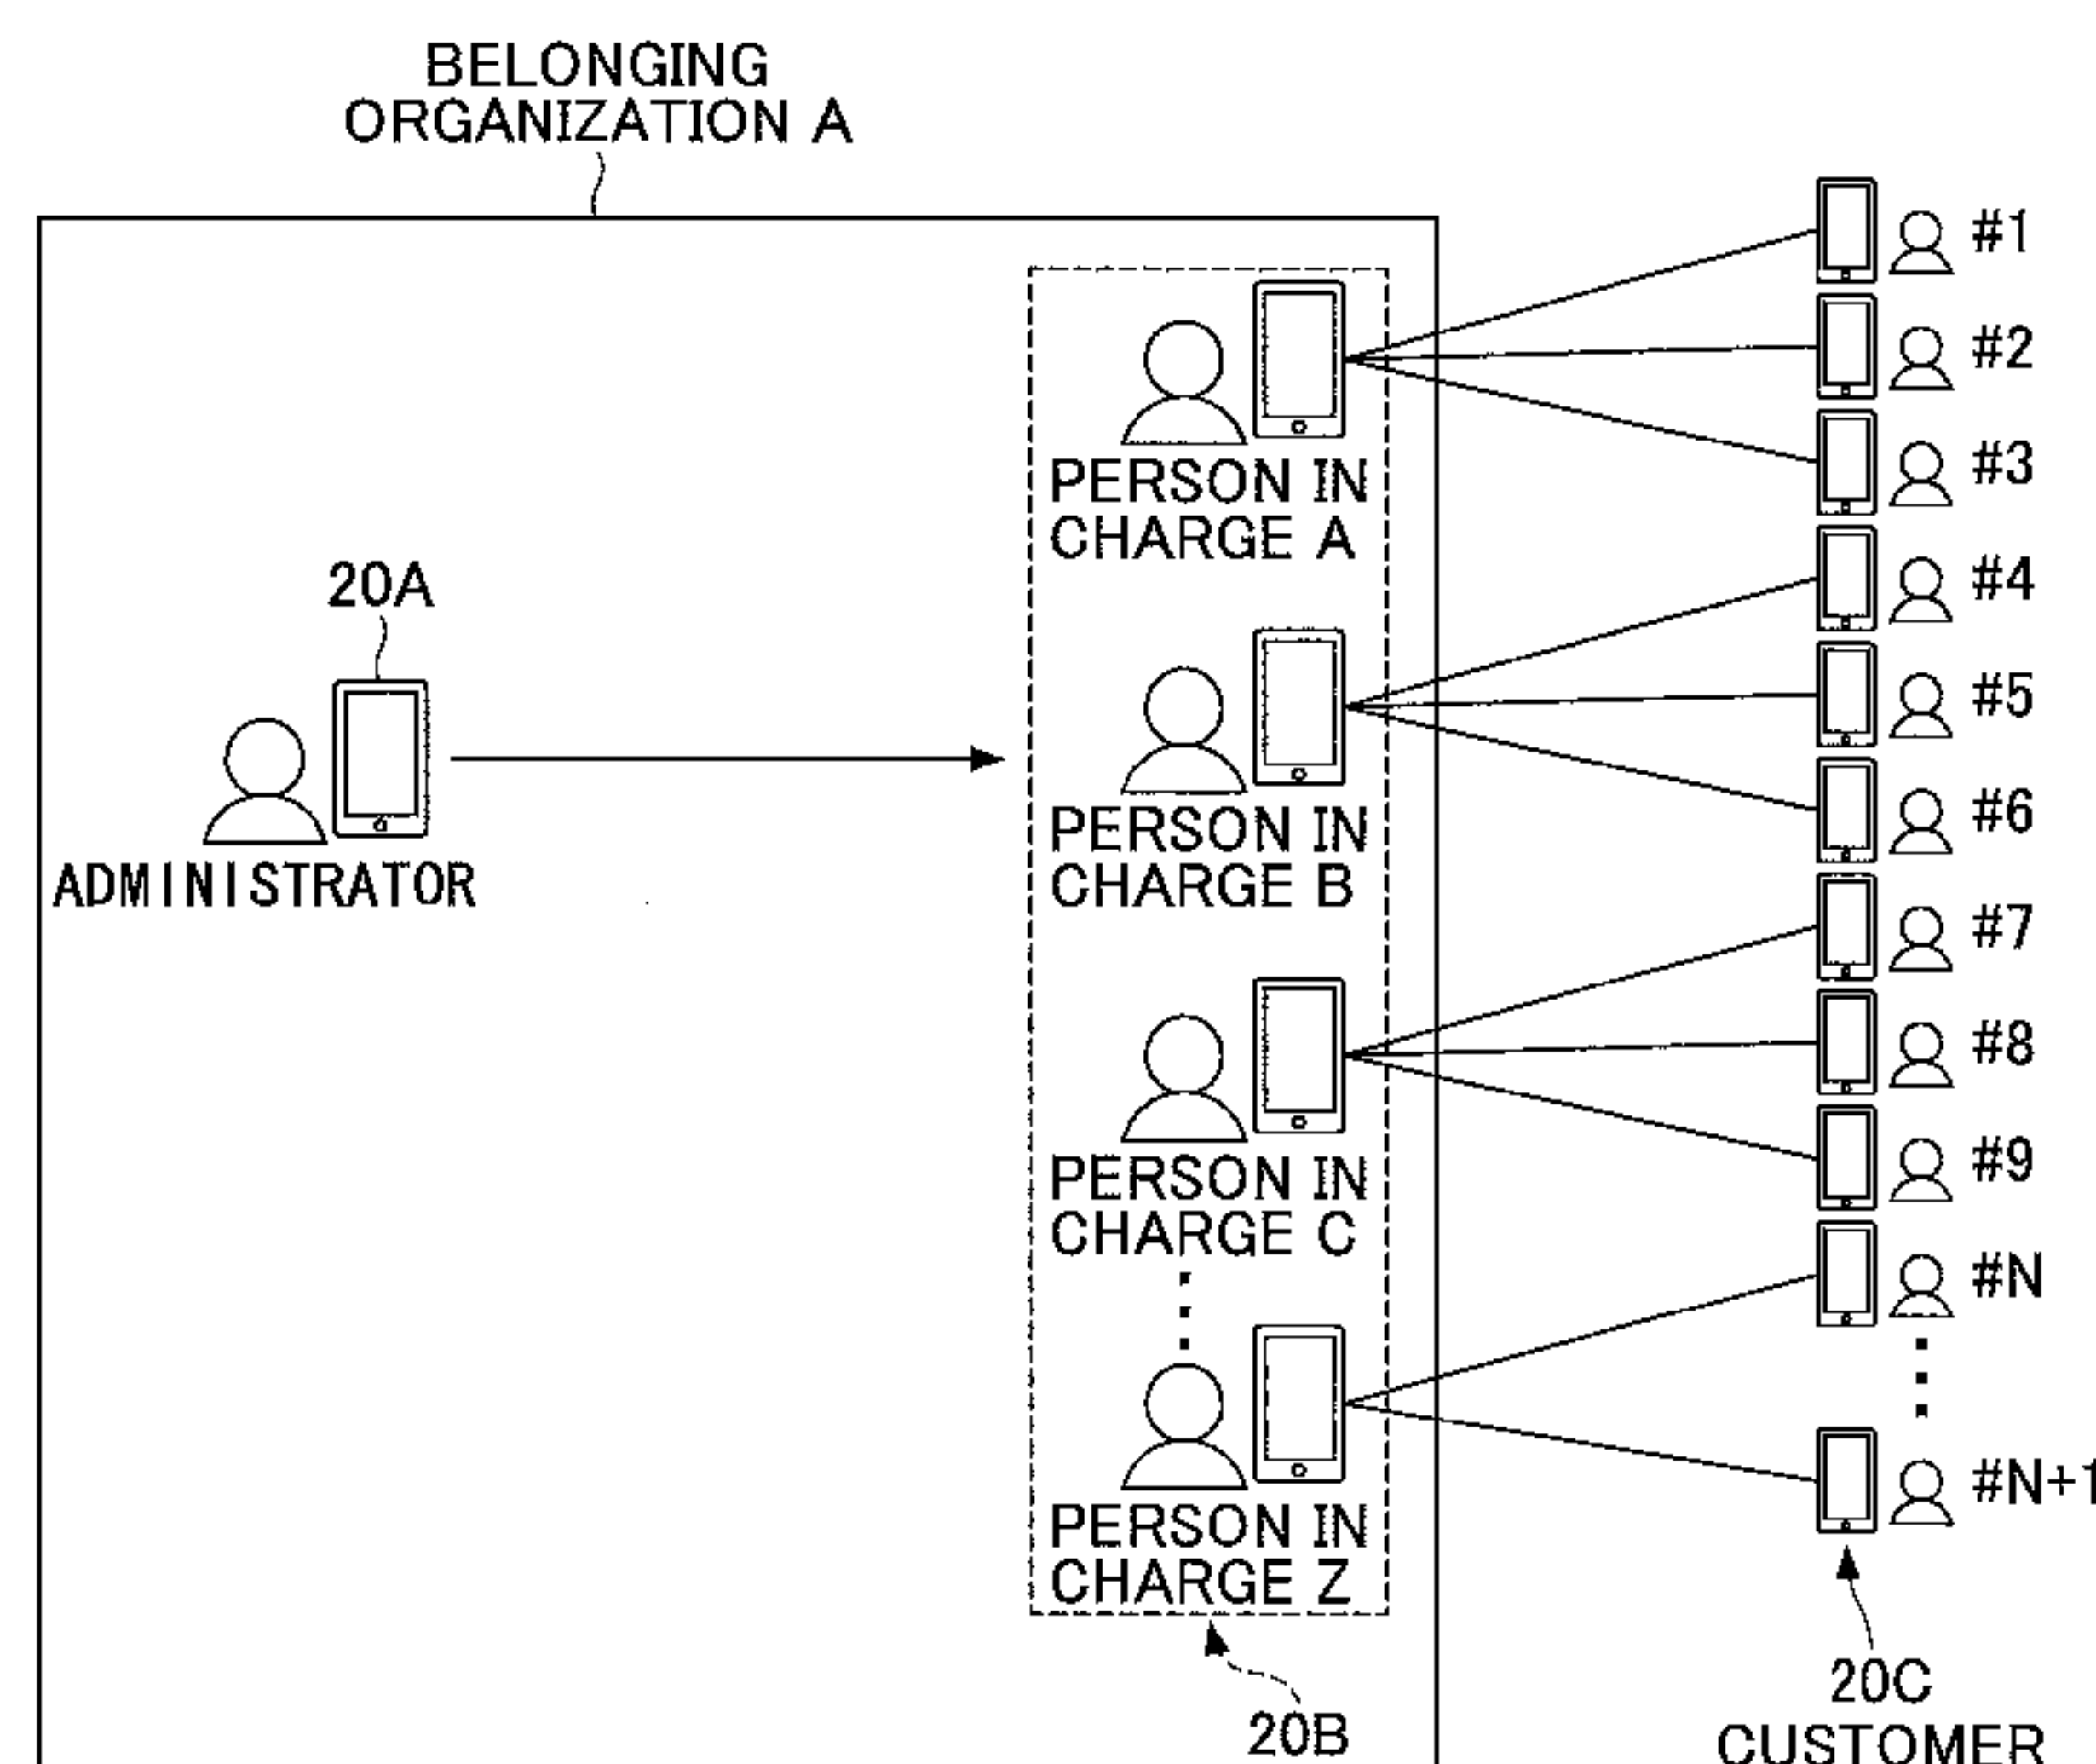 BELONGING
ORGANIZATION A
20A
ADMINISTRATOR
PERSON IN
CHARGE A
PERSON IN
CHARGE B
PERSON IN
CHARGE C
PERSON IN
CHARGE Z
20B
#1
#2
#3
#4
#5
#6
#7
#8
#9
#N
#N+1
20C
CUSTOMER